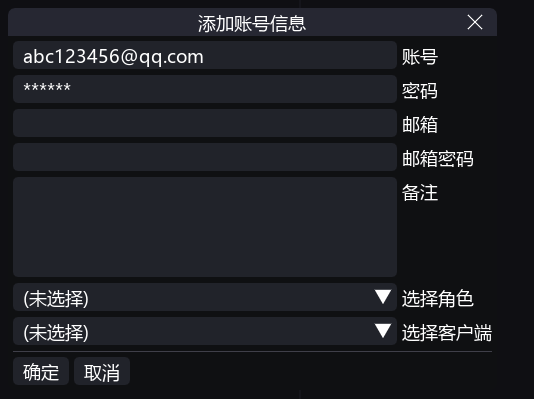 添加账号信息
abc123456@qq.com 账号
****** 密码
邮箱
邮箱密码
备注
(未选择) 选择角色
(未选择) 选择客户端
确定 取消